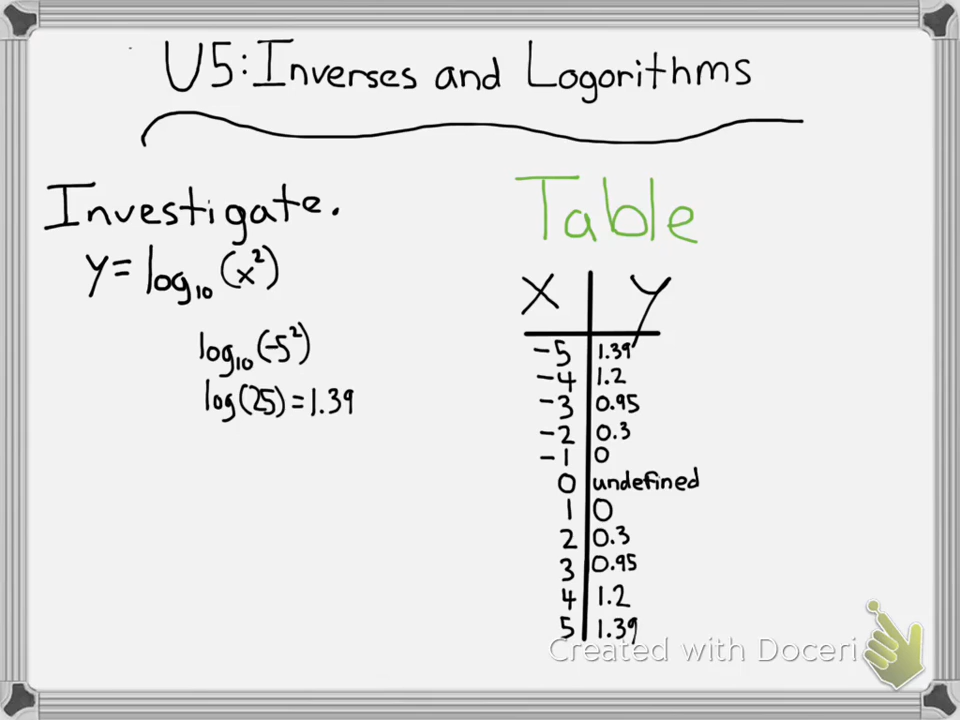 U5: Inverses and Logorithms
Investigate.
y = log₁₀ (x²)
log₁₀ (-5²)
log (25) = 1.39
Table
X Y
-5 1.39
-4 1.2
-3 0.95
-2 0.3
-1 0
0 undefined
1 0
2 0.3
3 0.95
4 1.2
5 1.39
Created with Doceri